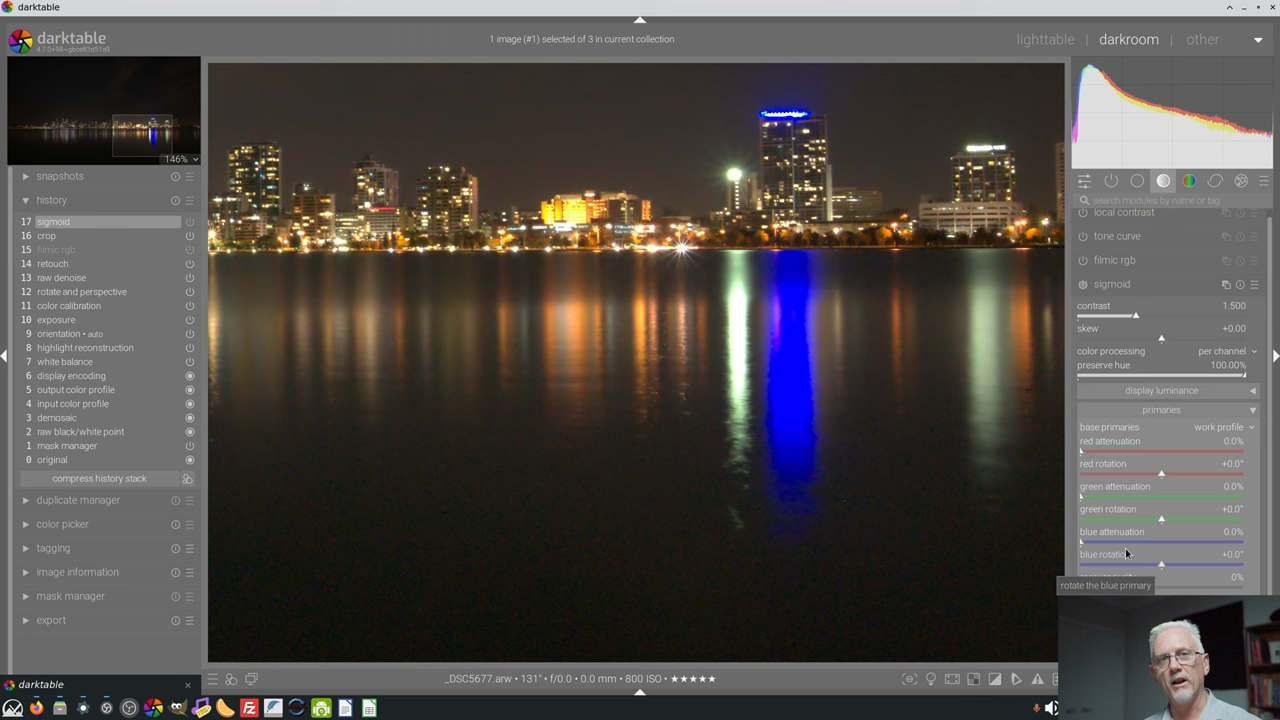 darktable
darktable
4.7.0+98~gbce83d51a9
1 image (#1) selected of 3 in current collection
lighttable | darkroom | other
146%
snapshots
history
17 sigmoid
16 crop
15 filmic rgb
14 retouch
13 raw denoise
12 rotate and perspective
11 color calibration
10 exposure
9 orientation • auto
8 highlight reconstruction
7 white balance
6 display encoding
5 output color profile
4 input color profile
3 demosaic
2 raw black/white point
1 mask manager
0 original
compress history stack
duplicate manager
color picker
tagging
image information
mask manager
export
darktable
_DSC5677.arw • 131° • f/0.0 • 0.0 mm • 800 ISO • ★★★★★
search modules by name or tag
local contrast
tone curve
filmic rgb
sigmoid
contrast 1.500
skew +0.00
color processing per channel
preserve hue 100.00%
display luminance
primaries
base primaries work profile
red attenuation 0.0%
red rotation +0.0°
green attenuation 0.0%
green rotation +0.0°
blue attenuation 0.0%
blue rotation +0.0°
0%
rotate the blue primary